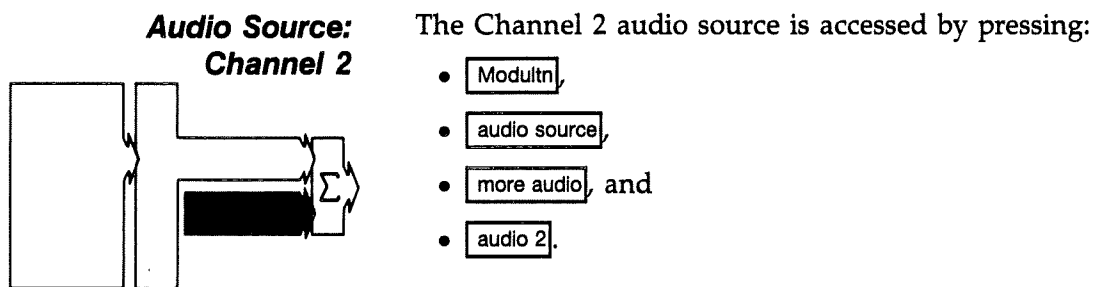 Audio Source:
Channel 2
The Channel 2 audio source is accessed by pressing:
• Modultn,
• audio source,
• more audio, and
• audio 2.
Σ